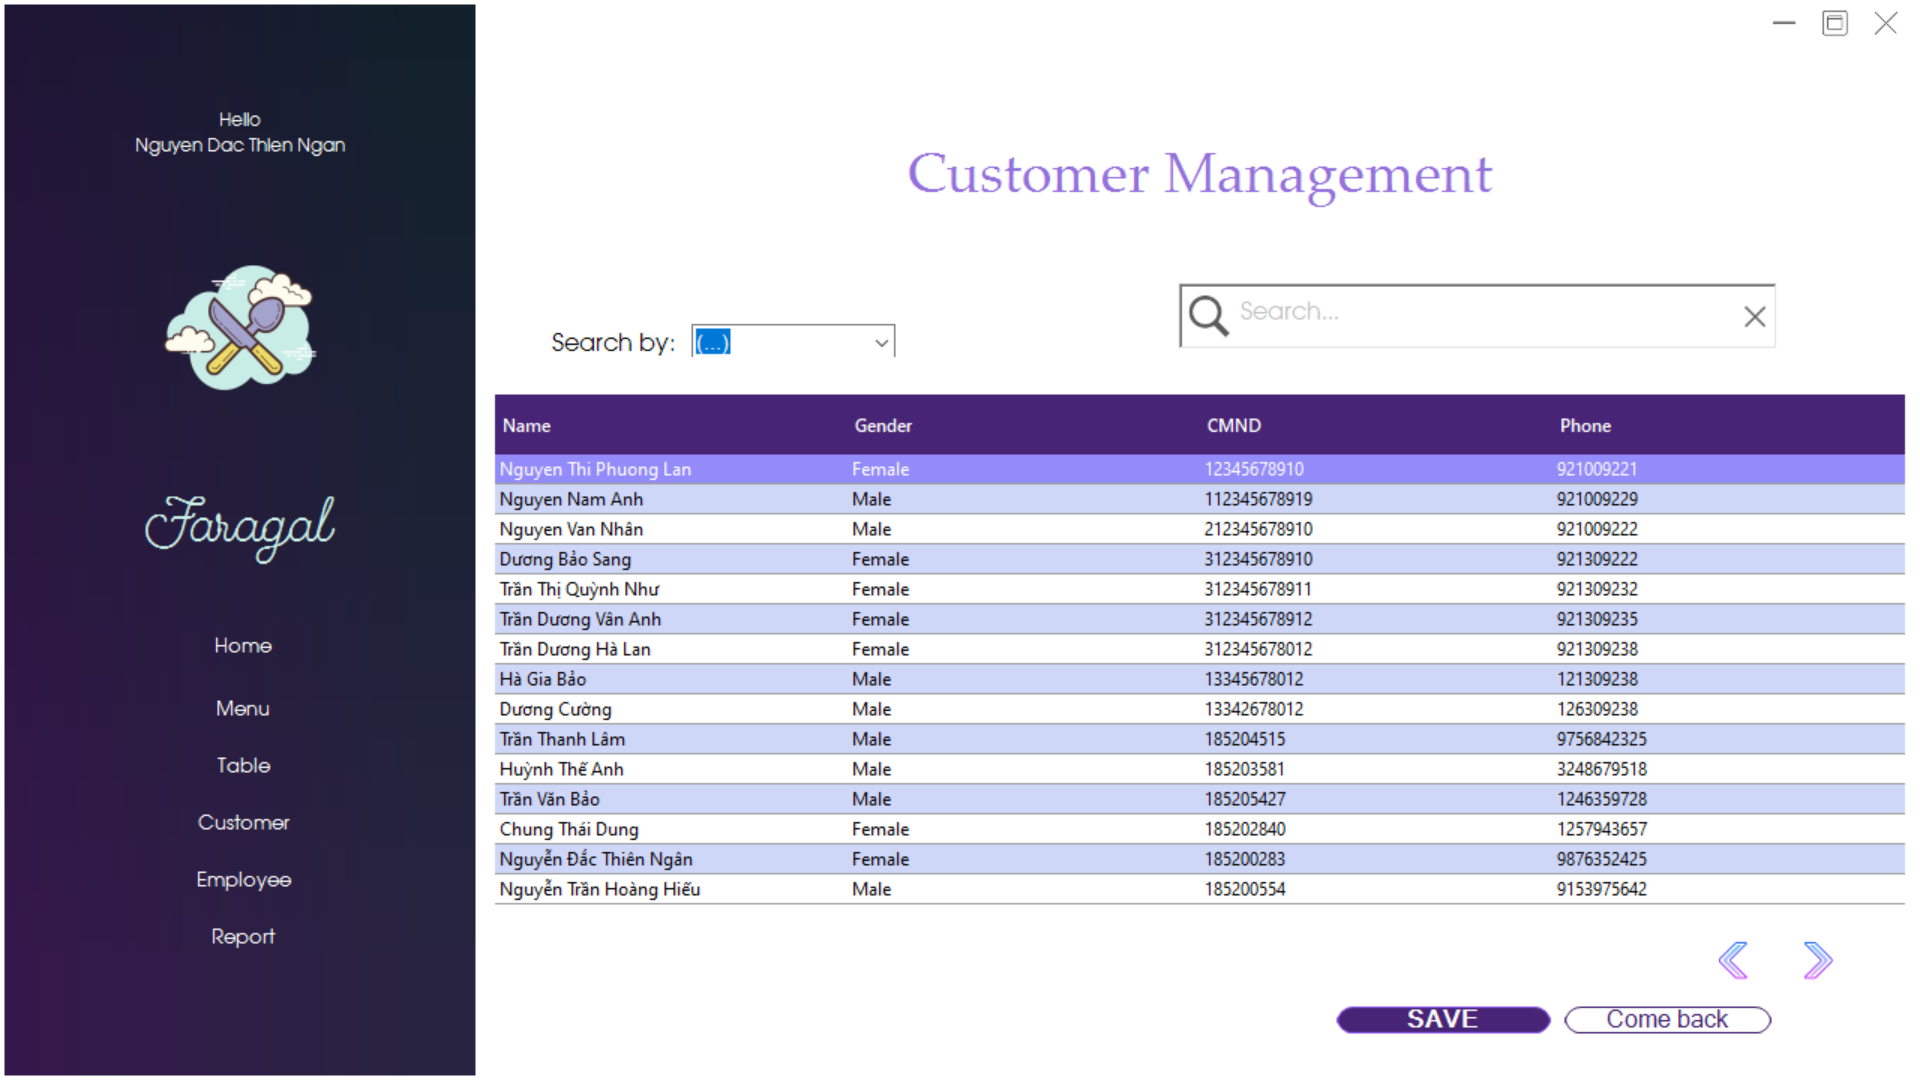 Hello
Nguyen Dac Thien Ngan
Faragal
Home
Menu
Table
Customer
Employee
Report
Customer Management
Search by: (...)
Search...
Name Gender CMND Phone
Nguyen Thi Phuong Lan Female 12345678910 921009221
Nguyen Nam Anh Male 112345678919 921009229
Nguyen Van Nhân Male 212345678910 921009222
Dương Bảo Sang Female 312345678910 921309222
Trần Thị Quỳnh Như Female 312345678911 921309232
Trần Dương Vân Anh Female 312345678912 921309235
Trần Dương Hà Lan Female 312345678012 921309238
Hà Gia Bảo Male 13345678012 121309238
Dương Cường Male 13342678012 126309238
Trần Thanh Lâm Male 185204515 9756842325
Huỳnh Thế Anh Male 185203581 3248679518
Trần Văn Bảo Male 185205427 1246359728
Chung Thái Dung Female 185202840 1257943657
Nguyễn Đắc Thiên Ngân Female 185200283 9876352425
Nguyễn Trần Hoàng Hiếu Male 185200554 9153975642
SAVE
Come back